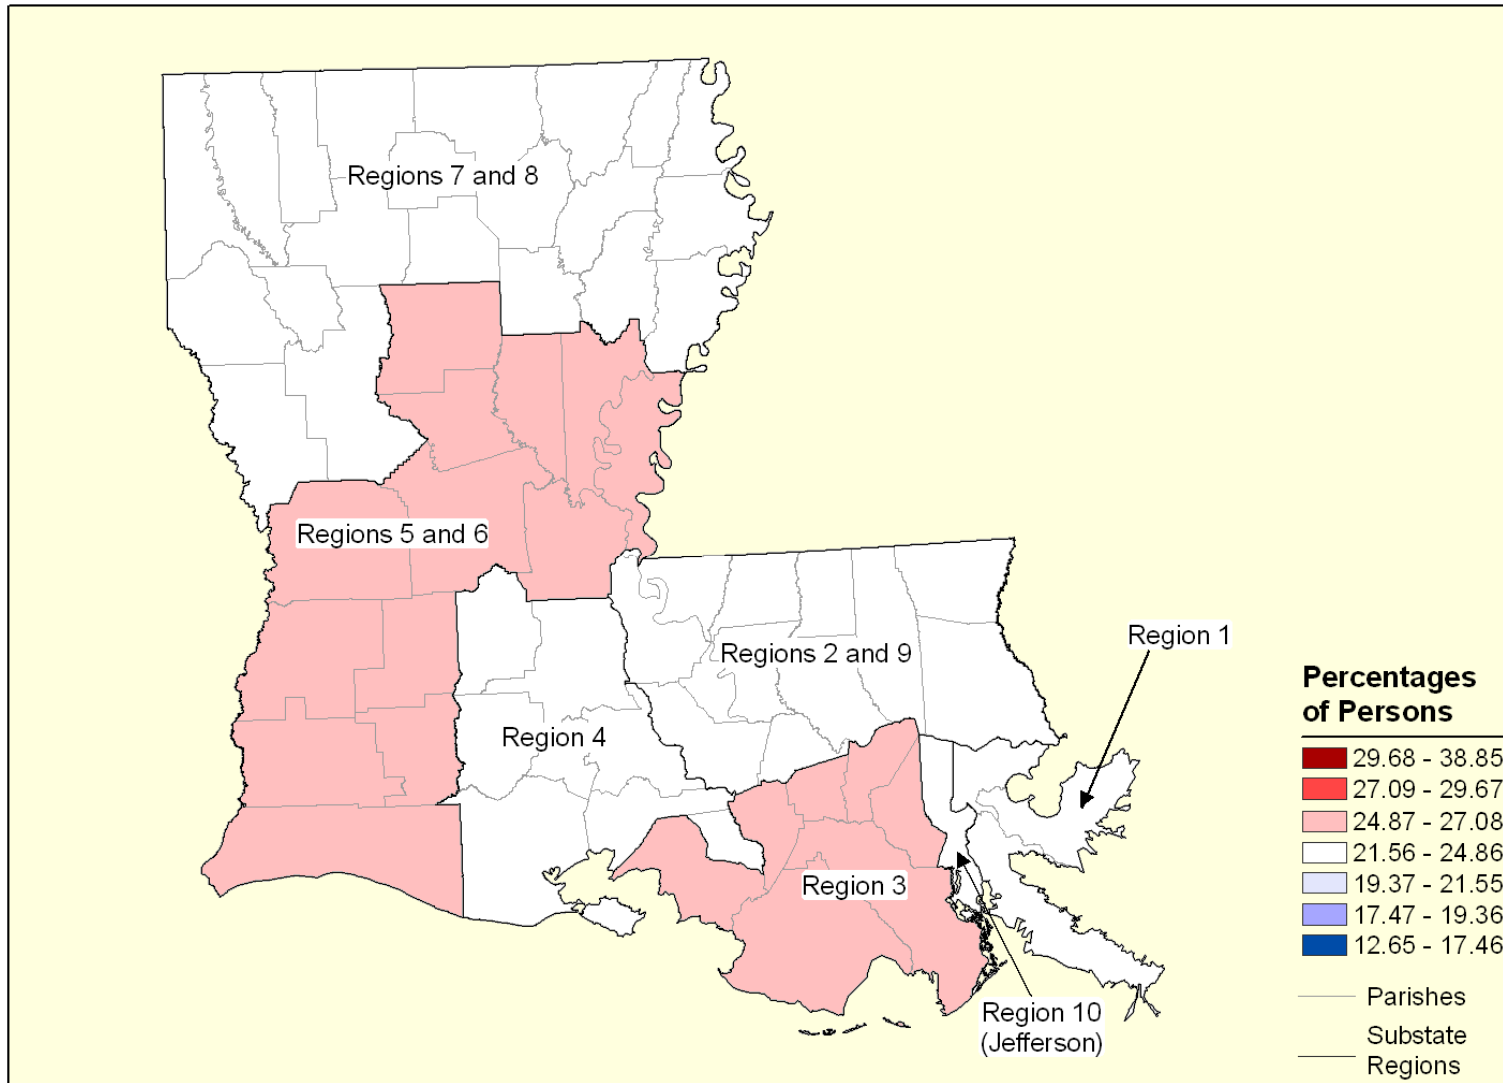 Regions 7 and 8
Regions 5 and 6
Region 1
Regions 2 and 9
Region 4
Region 3
Region 10
(Jefferson)
Percentages
of Persons
29.68 - 38.85
27.09 - 29.67
24.87 - 27.08
21.56 - 24.86
19.37 - 21.55
17.47 - 19.36
12.65 - 17.46
Parishes
Substate
Regions